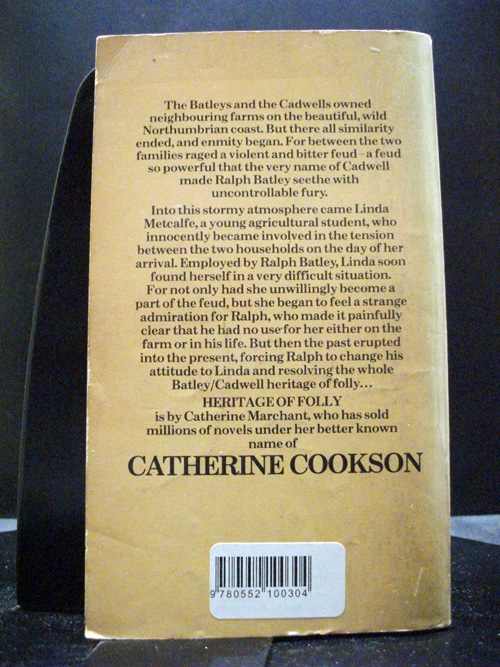 The Batleys and the Cadwells owned
neighbouring farms on the beautiful, wild
Northumbrian coast. But there all similarity
ended, and enmity began. For between the two
families raged a violent and bitter feud–a feud
so powerful that the very name of Cadwell
made Ralph Batley seethe with
uncontrollable fury.
Into this stormy atmosphere came Linda
Metcalfe, a young agricultural student, who
innocently became involved in the tension
between the two households on the day of her
arrival. Employed by Ralph Batley, Linda soon
found herself in a very difficult situation.
For not only had she unwillingly become a
part of the feud, but she began to feel a strange
admiration for Ralph, who made it painfully
clear that he had no use for her either on the
farm or in his life. But then the past erupted
into the present, forcing Ralph to change his
attitude to Linda and resolving the whole
Batley/Cadwell heritage of folly...
HERITAGE OF FOLLY
is by Catherine Marchant, who has sold
millions of novels under her better known
name of
CATHERINE COOKSON
9 780552 100304